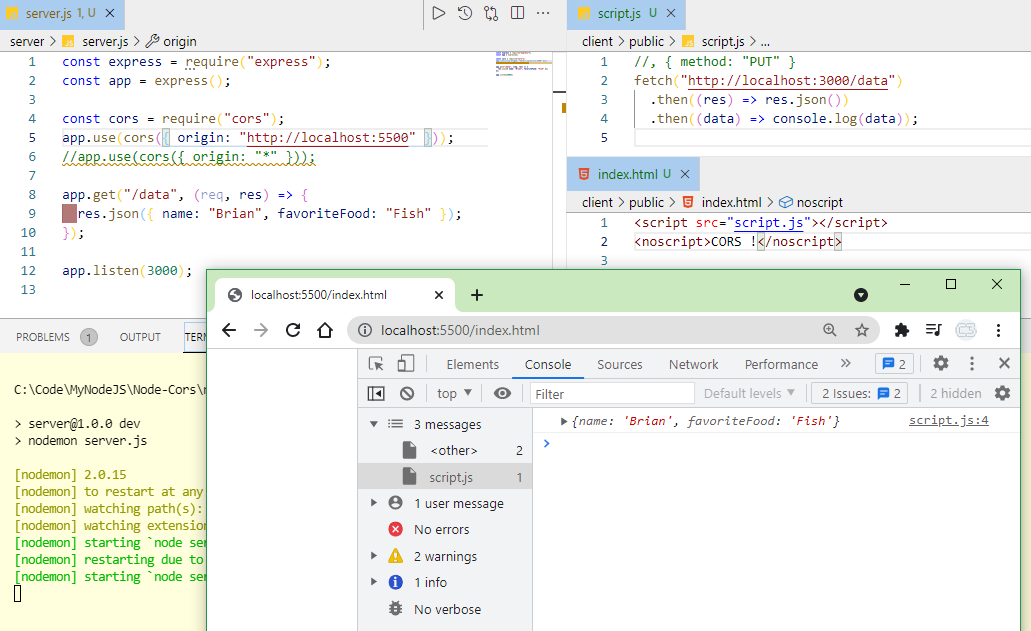 server.js 1, U
server > server.js > origin
1 const express = require("express");
2 const app = express();
3
4 const cors = require("cors");
5 app.use(cors({ origin: "http://localhost:5500" }));
6 //app.use(cors({ origin: "*" }));
7
8 app.get("/data", (req, res) => {
9 res.json({ name: "Brian", favoriteFood: "Fish" });
10 });
11
12 app.listen(3000);
13
script.js U
client > public > script.js > ...
1 //, { method: "PUT" }
2 fetch("http://localhost:3000/data")
3 .then((res) => res.json())
4 .then((data) => console.log(data));
5
index.html U
client > public > index.html > noscript
1 <script src="script.js"></script>
2 <noscript>CORS !</noscript>
3
PROBLEMS 1 OUTPUT TERM
C:\Code\MyNodeJS\Node-Cors\
> server@1.0.0 dev
> nodemon server.js
[nodemon] 2.0.15
[nodemon] to restart at any
[nodemon] watching path(s):
[nodemon] watching extension
[nodemon] starting `node ser
[nodemon] restarting due to
[nodemon] starting `node ser
localhost:5500/index.html
localhost:5500/index.html
Elements Console Sources Network Performance 2
top Filter Default levels 2 Issues: 2 2 hidden
3 messages
<other> 2
script.js 1
1 user message
No errors
2 warnings
1 info
No verbose
{name: 'Brian', favoriteFood: 'Fish'} script.js:4